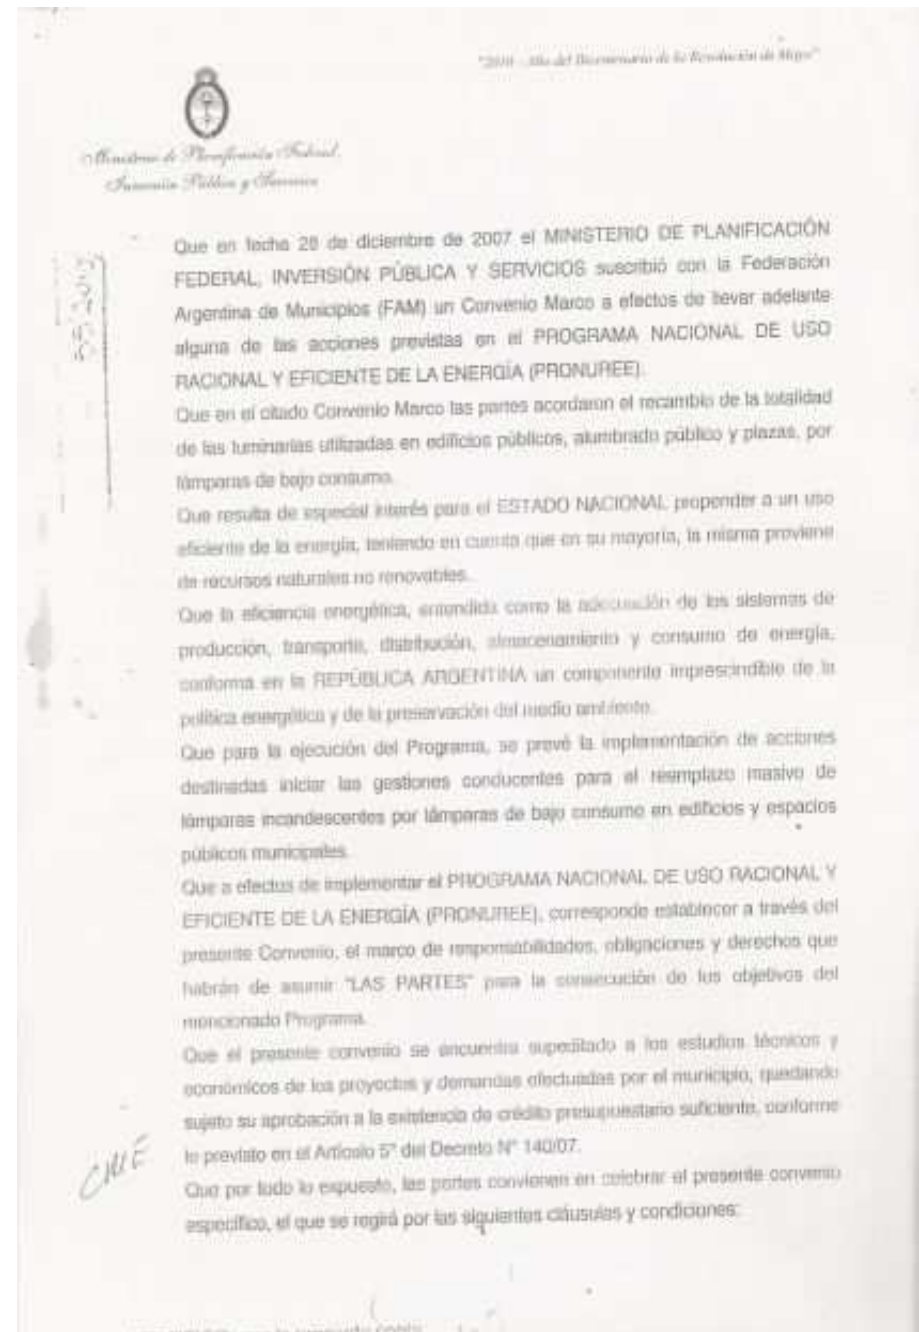 "2010 - Año del Bicentenario de la Revolución de Mayo"
Ministerio de Planificación Federal,
Inversión Pública y Servicios
Que en fecha 28 de diciembre de 2007 el MINISTERIO DE PLANIFICACIÓN
FEDERAL, INVERSIÓN PÚBLICA Y SERVICIOS suscribió con la Federación
Argentina de Municipios (FAM) un Convenio Marco a efectos de llevar adelante
alguna de las acciones previstas en el PROGRAMA NACIONAL DE USO
RACIONAL Y EFICIENTE DE LA ENERGÍA (PRONUREE).
Que en el citado Convenio Marco las partes acordaron el recambio de la totalidad
de las luminarias utilizadas en edificios públicos, alumbrado público y plazas, por
lámparas de bajo consumo.
Que resulta de especial interés para el ESTADO NACIONAL propender a un uso
eficiente de la energía, teniendo en cuenta que en su mayoría, la misma proviene
de recursos naturales no renovables.
Que la eficiencia energética, entendida como la adecuación de los sistemas de
producción, transporte, distribución, almacenamiento y consumo de energía,
conforma en la REPÚBLICA ARGENTINA un componente imprescindible de la
política energética y de la preservación del medio ambiente.
Que para la ejecución del Programa, se prevé la implementación de acciones
destinadas iniciar las gestiones conducentes para el reemplazo masivo de
lámparas incandescentes por lámparas de bajo consumo en edificios y espacios
públicos municipales.
Que a efectus de implementar el PROGRAMA NACIONAL DE USO RACIONAL Y
EFICIENTE DE LA ENERGÍA (PRONUREE), corresponde establecer a través del
presente Convenio, el marco de responsabilidades, obligaciones y derechos que
habrán de asumir "LAS PARTES" para la consecución de los objetivos del
mencionado Programa.
Que el presente convenio se encuentra supeditado a los estudios técnicos y
económicos de los proyectos y demandas efectuadas por el municipio, quedando
sujeto su aprobación a la existencia de crédito presupuestario suficiente, conforme
lo previsto en el Artículo 5° del Decreto N° 140/07.
Que por todo lo expuesto, las partes convienen en celebrar el presente convenio
específico, el que se regirá por las siguientes cláusulas y condiciones: